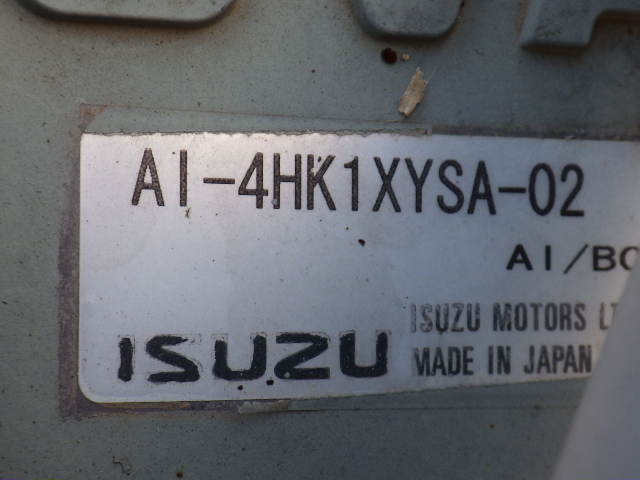 AI-4HK1XYSA-02
AI/BC
ISUZU MOTORS LT
ISUZU
MADE IN JAPAN